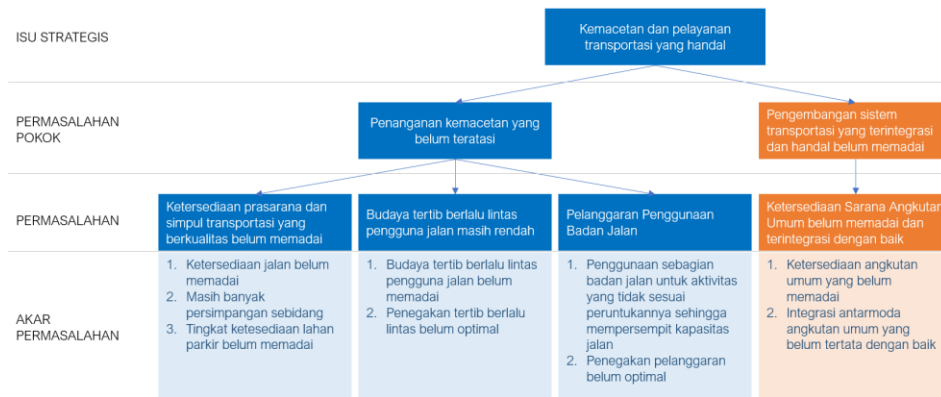 ISU STRATEGIS
Kemacetan dan pelayanan
transportasi yang handal
PERMASALAHAN
POKOK
Penanganan kemacetan yang
belum teratasi
Pengembangan sistem
transportasi yang terintegrasi
dan handal belum memadai
PERMASALAHAN
Ketersediaan prasarana dan
simpul transportasi yang
berkualitas belum memadai
Budaya tertib berlalu lintas
pengguna jalan masih rendah
Pelanggaran Penggunaan
Badan Jalan
Ketersediaan Sarana Angkutan
Umum belum memadai dan
terintegrasi dengan baik
AKAR
PERMASALAHAN
1. Ketersediaan jalan belum
memadai
2. Masih banyak
persimpangan sebidang
3. Tingkat ketesediaan lahan
parkir belum memadai
1. Budaya tertib berlalu lintas
pengguna jalan belum
memadai
2. Penegakan tertib berlalu
lintas belum optimal
1. Penggunaan sebagian
badan jalan untuk aktivitas
yang tidak sesuai
peruntukannya sehingga
mempersempit kapasitas
jalan
2. Penegakan pelanggaran
belum optimal
1. Ketersediaan angkutan
umum yang belum
memadai
2. Integrasi antarmoda
angkutan umum yang
belum tertata dengan baik